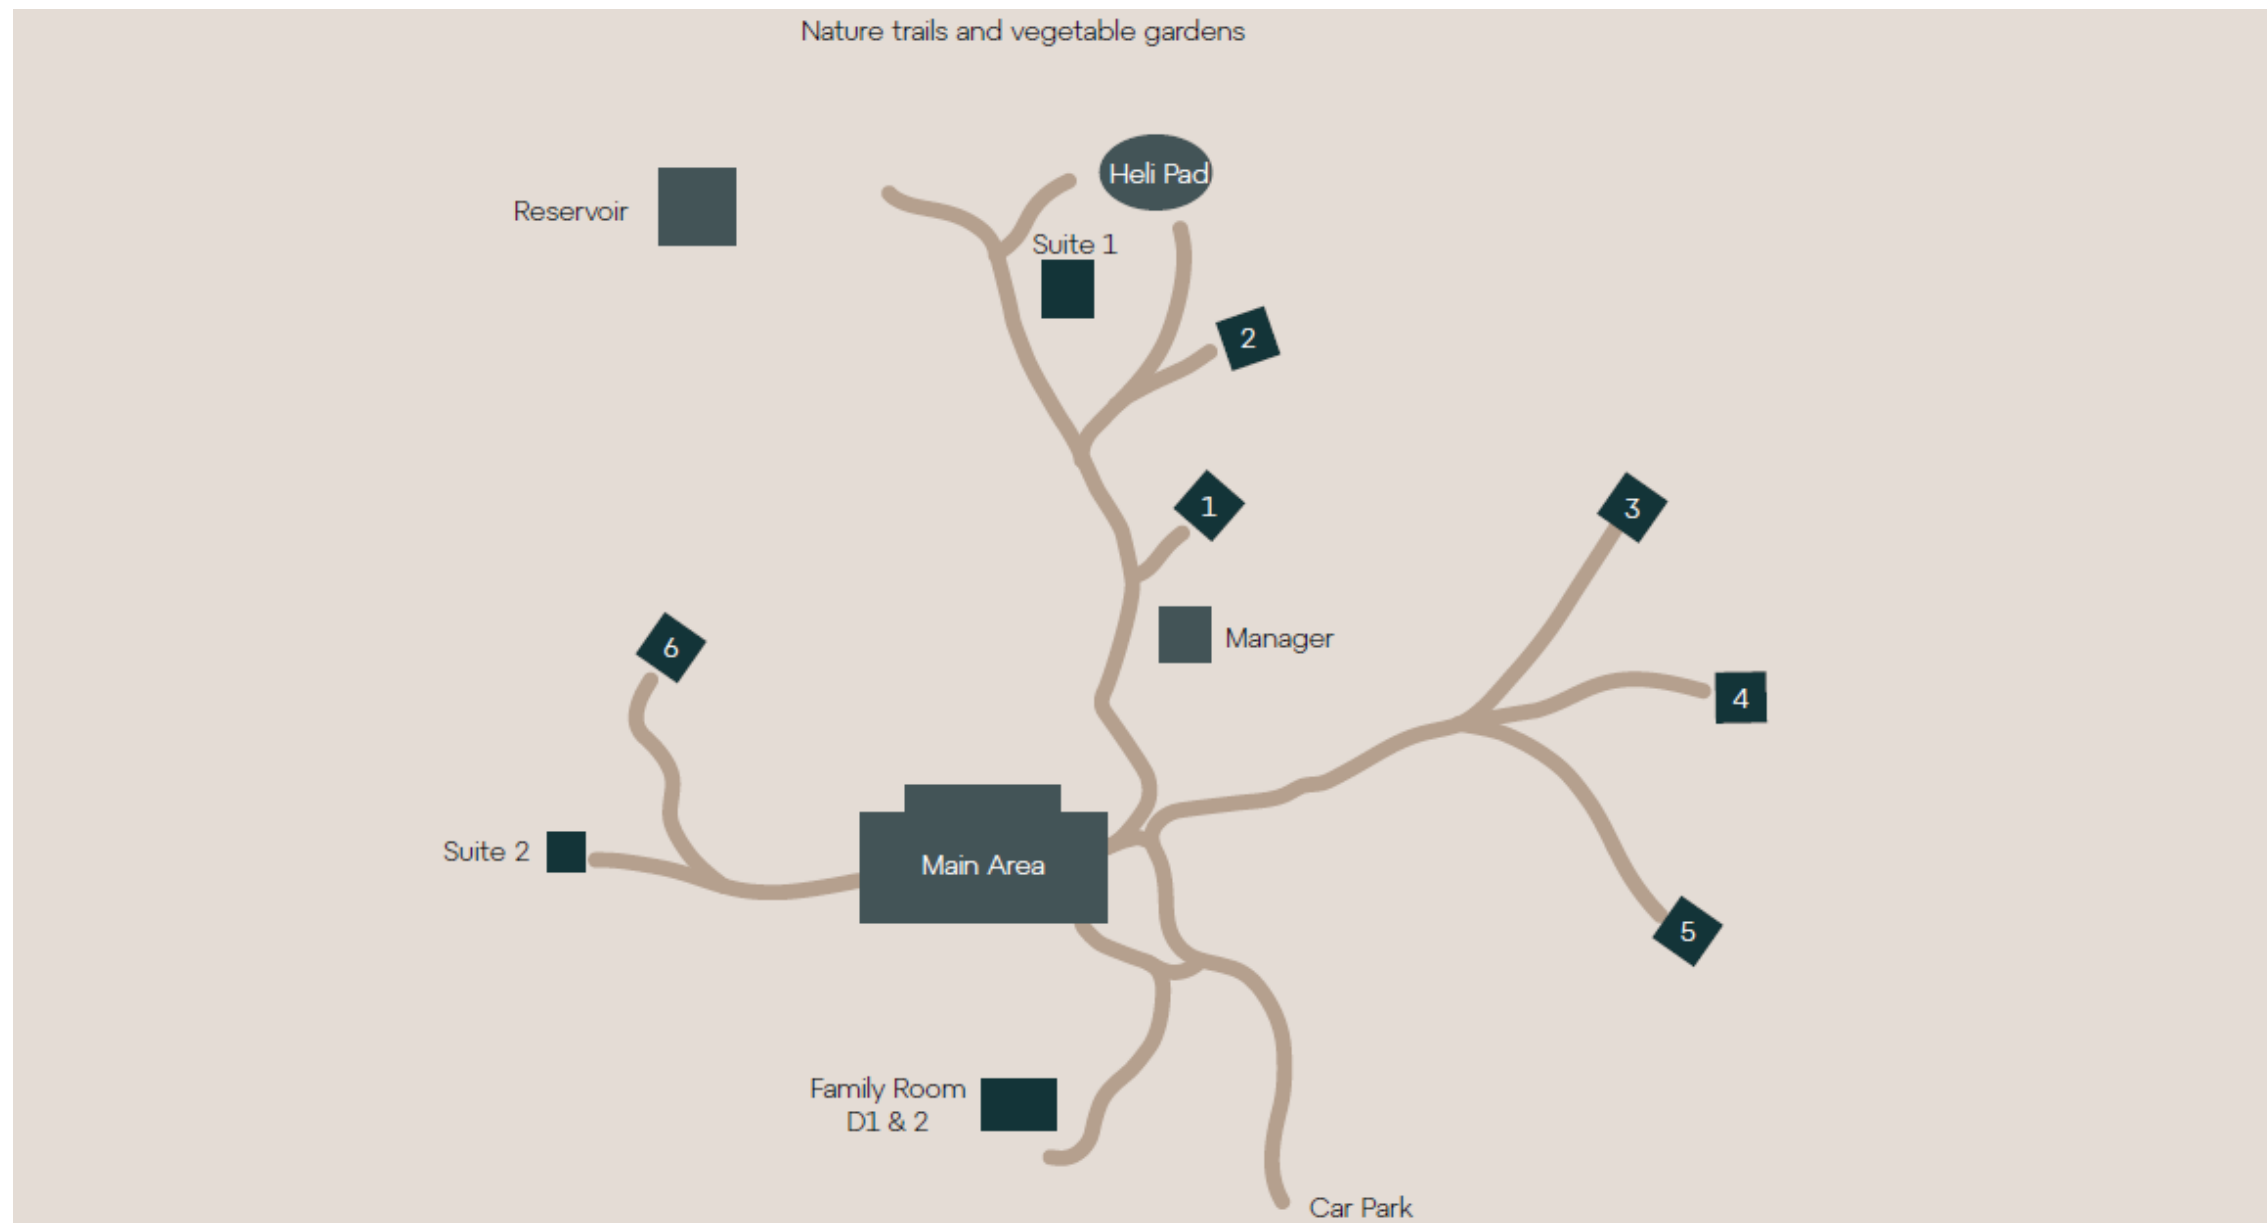 Nature trails and vegetable gardens
Heli Pad
Reservoir
Suite 1
2
1
3
Manager
6
4
Suite 2
Main Area
5
Family Room
D1 & 2
Car Park